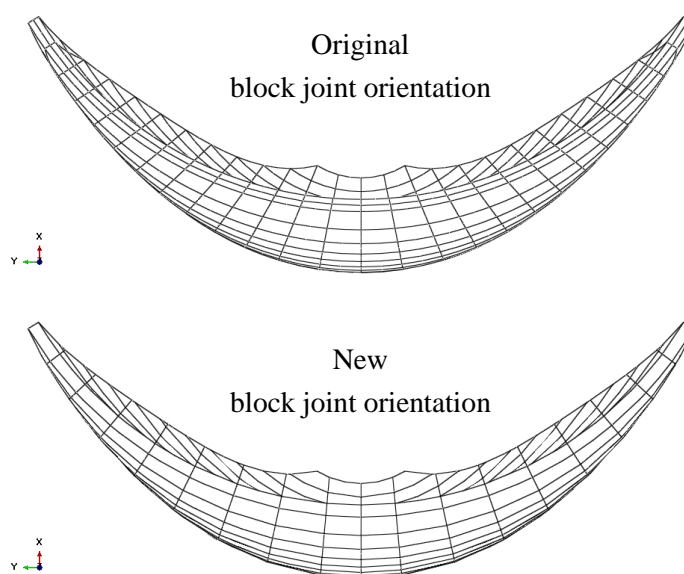 Original
block joint orientation
X
Y
New
block joint orientation
X
Y